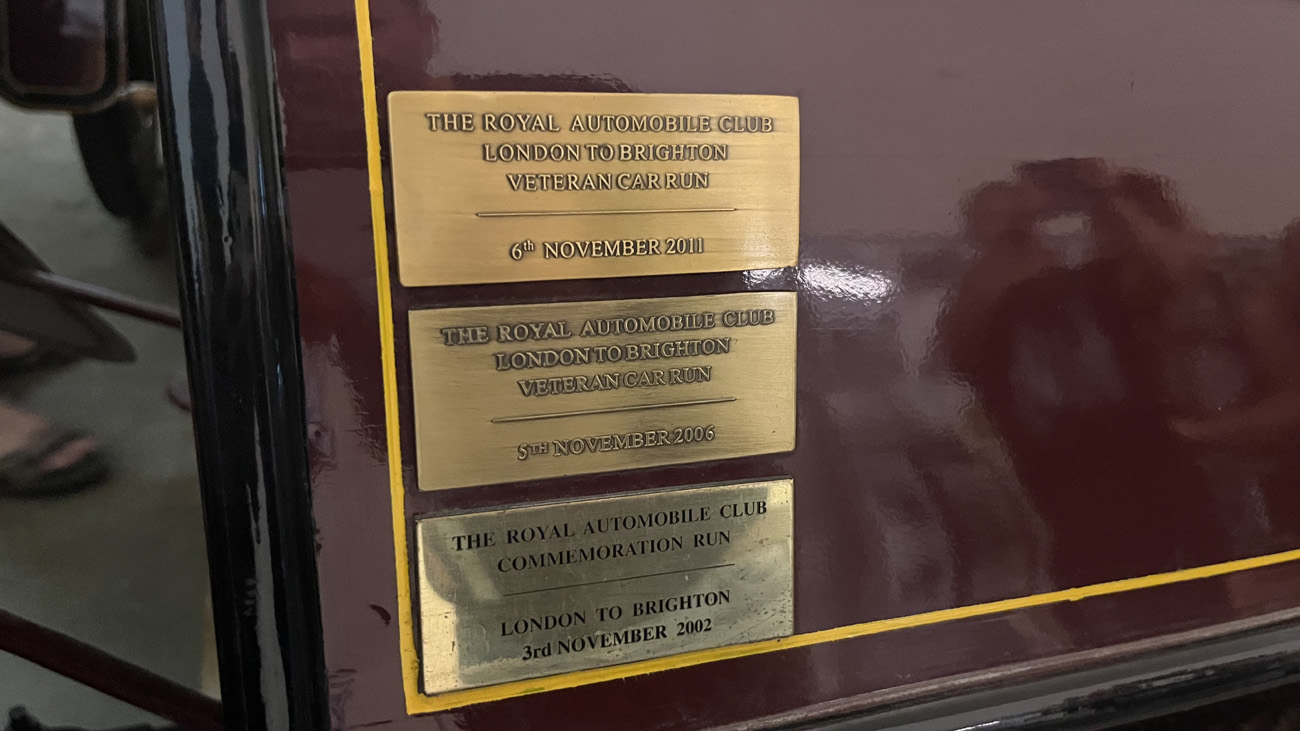 THE ROYAL AUTOMOBILE CLUB
LONDON TO BRIGHTON
VETERAN CAR RUN
6th NOVEMBER 2011
THE ROYAL AUTOMOBILE CLUB
LONDON TO BRIGHTON
VETERAN CAR RUN
5TH NOVEMBER 2006
THE ROYAL AUTOMOBILE CLUB
COMMEMORATION RUN
LONDON TO BRIGHTON
3rd NOVEMBER 2002